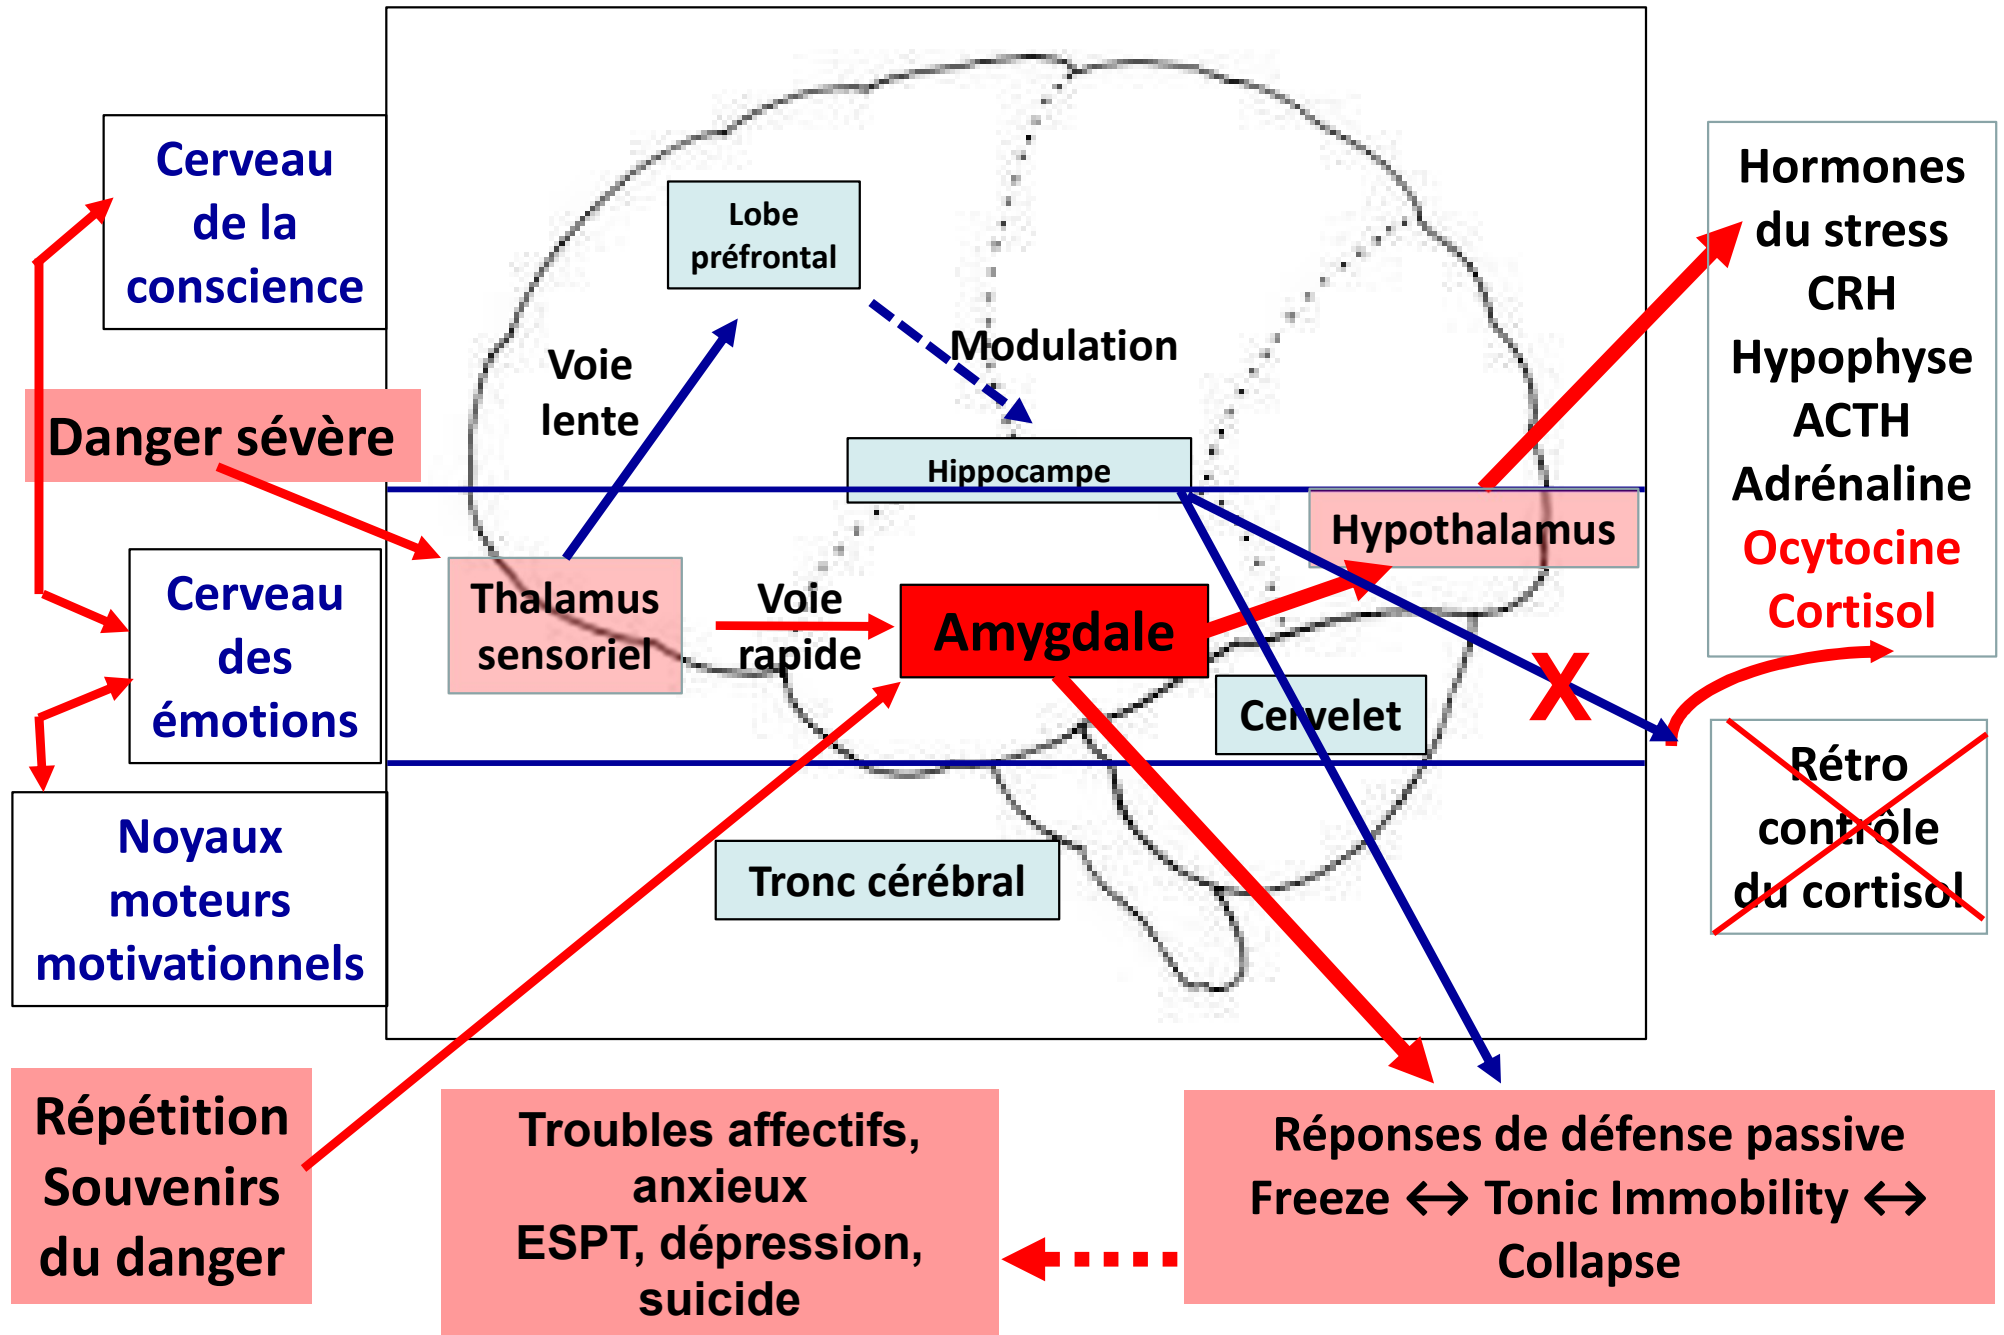 Cerveau
de la
conscience
Lobe
préfrontal
Hormones
du stress
CRH
Hypophyse
ACTH
Adrénaline
Ocytocine
Cortisol
Voie
lente
Modulation
Danger sévère
Hippocampe
Hypothalamus
Cerveau
des
émotions
Thalamus
sensoriel
Voie
rapide
Amygdale
X
Cervelet
Rétro
contrôle
du cortisol
Noyaux
moteurs
motivationnels
Tronc cérébral
Répétition
Souvenirs
du danger
Troubles affectifs,
anxieux
ESPT, dépression,
suicide
Réponses de défense passive
Freeze ↔ Tonic Immobility ↔
Collapse